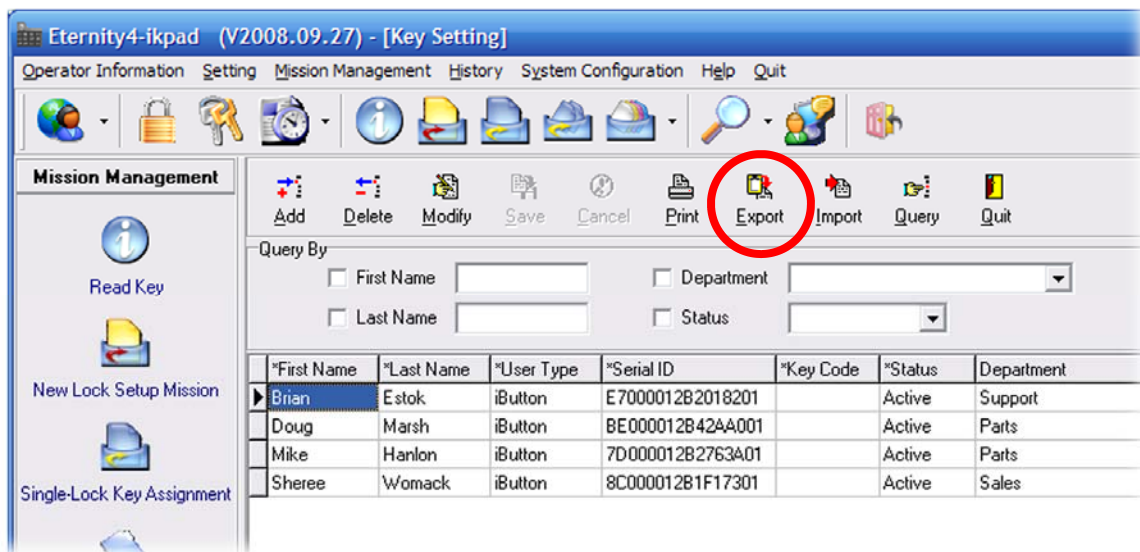 Eternity4-ikpad (V2008.09.27) - [Key Setting]
Operator Information Setting Mission Management History System Configuration Help Quit
Mission Management
Add Delete Modify Save Cancel Print Export Import Query Quit
Query By
First Name Department
Read Key
Last Name Status
New Lock Setup Mission
*First Name *Last Name *User Type *Serial ID *Key Code *Status Department
Brian Estok iButton E7000012B2018201 Active Support
Doug Marsh iButton BE000012B42AA001 Active Parts
Mike Hanlon iButton 7D000012B2763A01 Active Parts
Sheree Womack iButton 8C000012B1F17301 Active Sales
Single-Lock Key Assignment